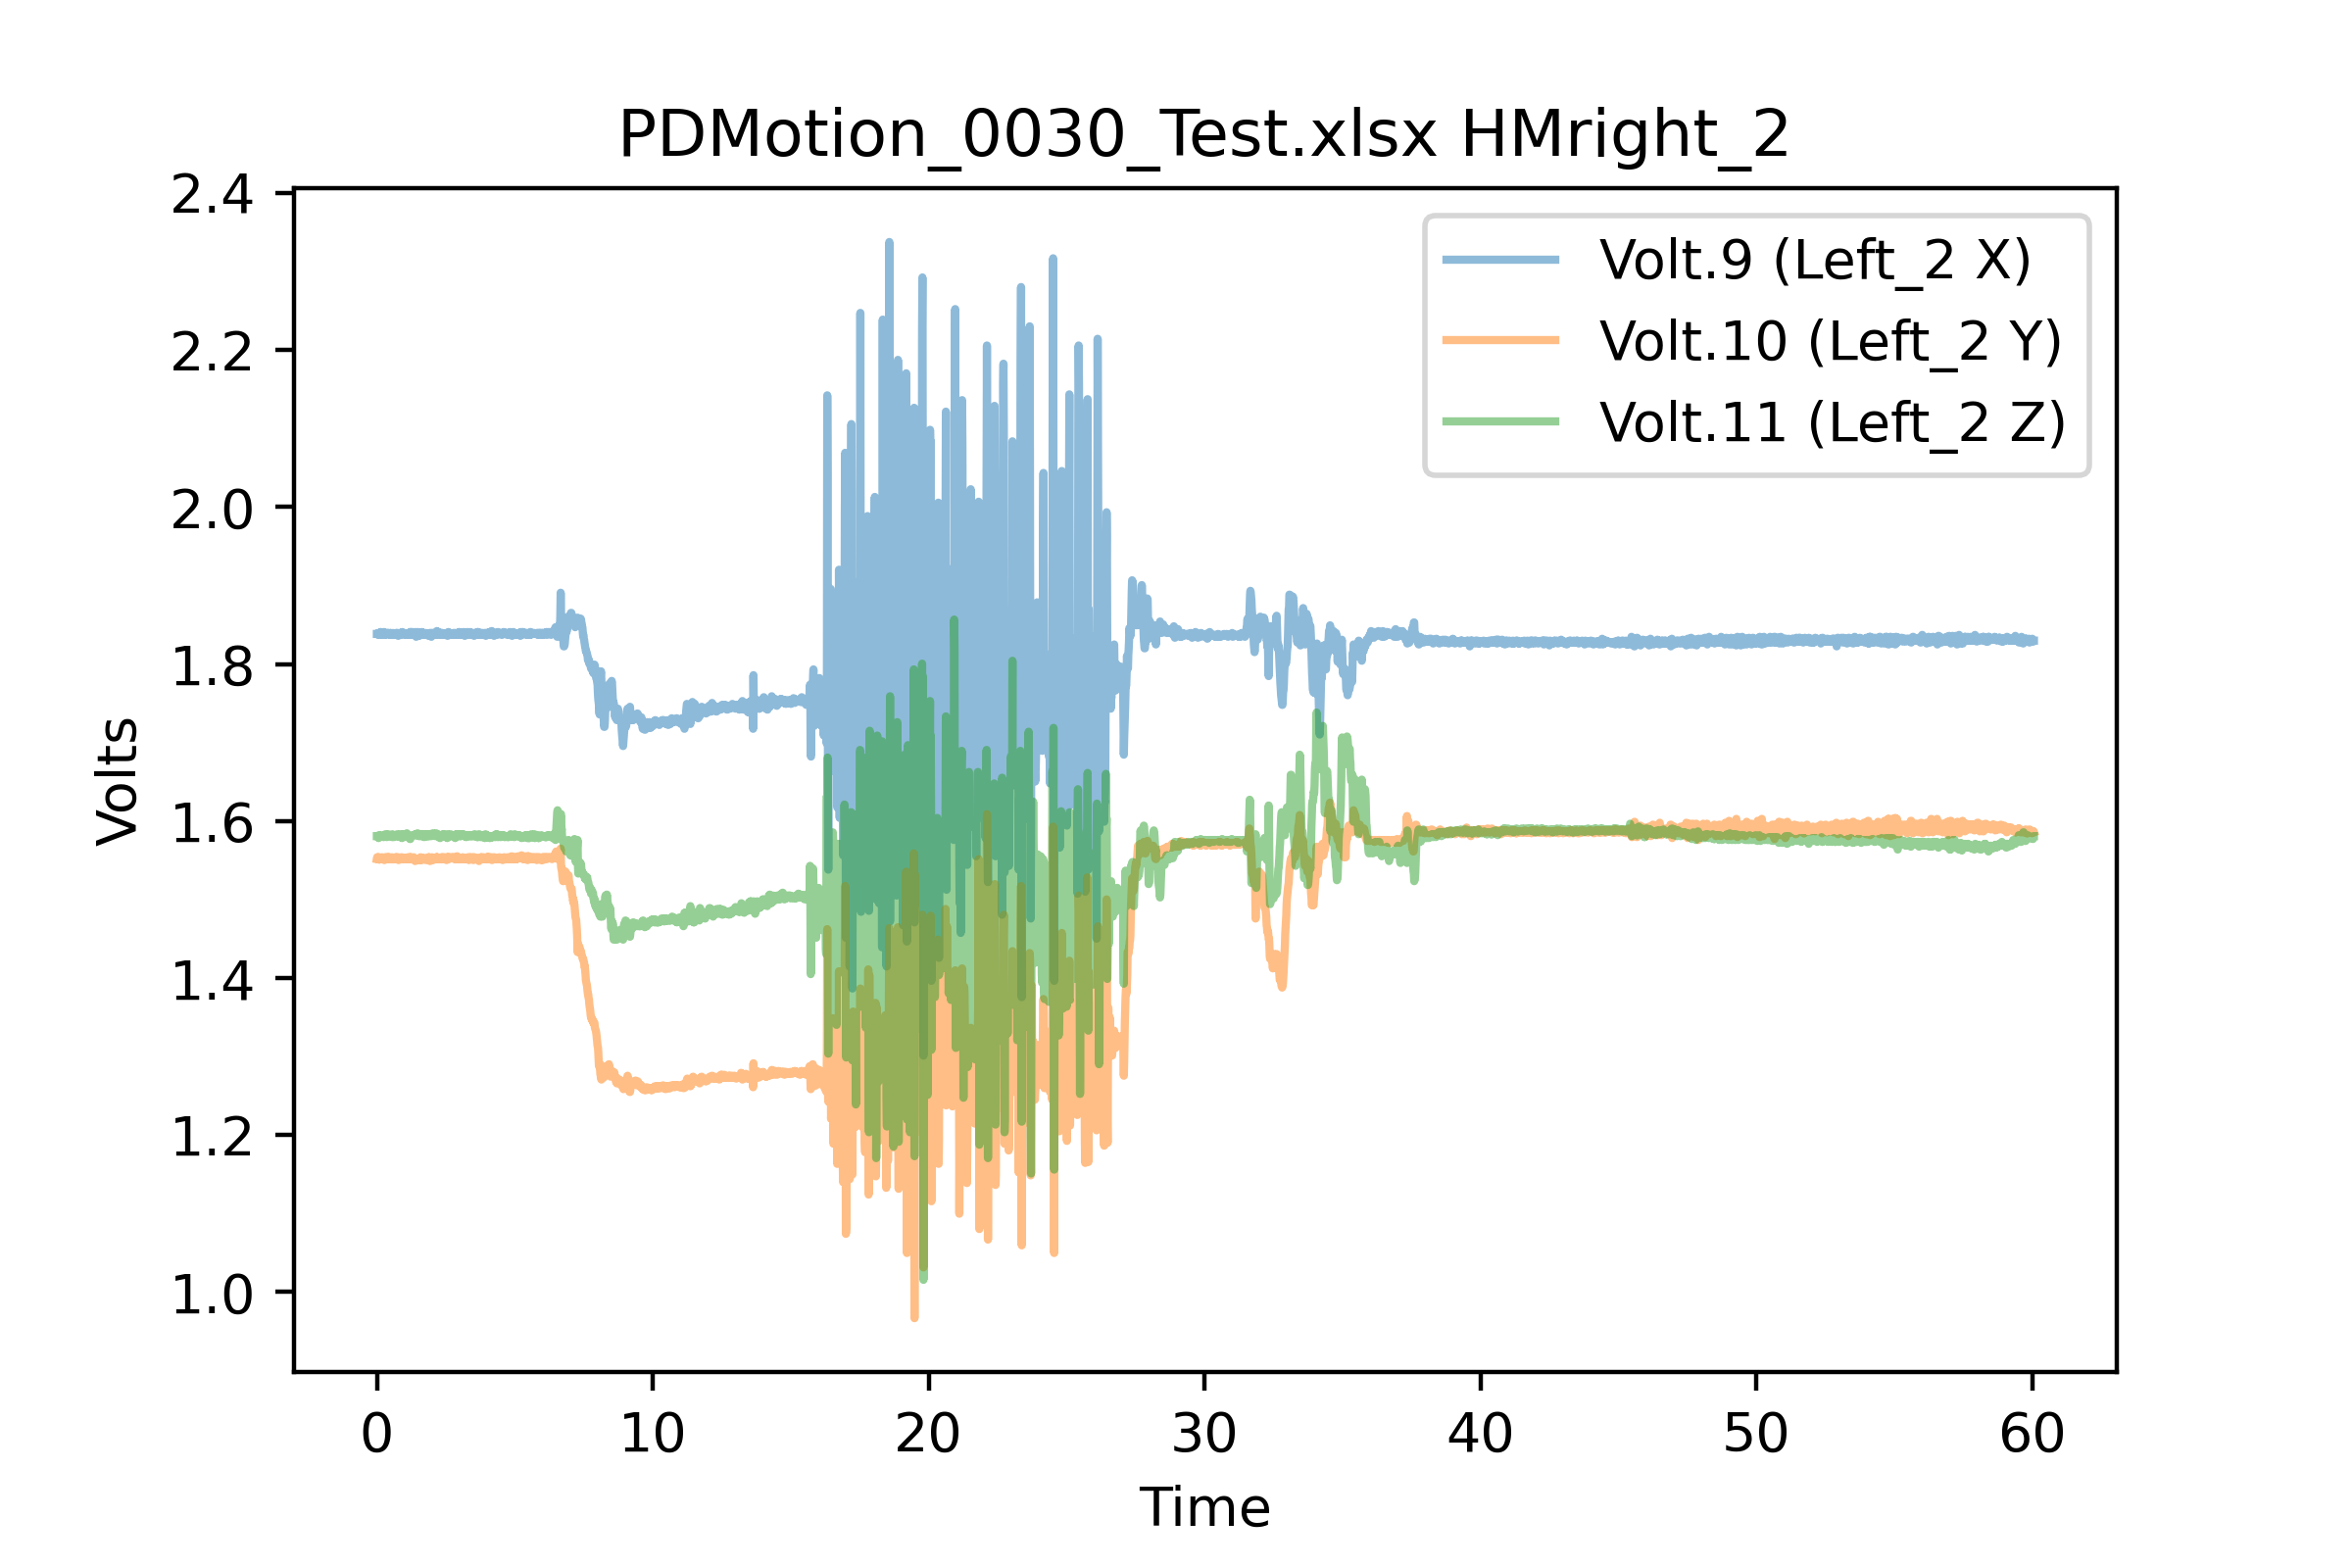 PDMotion_0030_Test.xlsx HMright_2
2.4
2.2
2.0
1.8
1.6
1.4
1.2
1.0
Volts
Volt.9 (Left_2 X)
Volt.10 (Left_2 Y)
Volt.11 (Left_2 Z)
0 10 20 30 40 50 60
Time